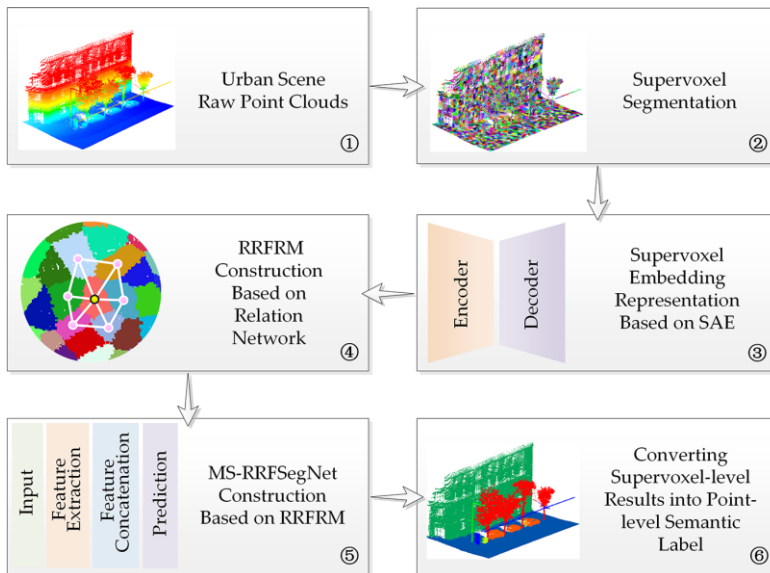 Urban Scene
Raw Point Clouds
①
Supervoxel
Segmentation
②
Encoder
Decoder
Supervoxel
Embedding
Representation
Based on SAE
③
RRFRM
Construction
Based on
Relation
Network
④
Input
Feature
Extraction
Feature
Concatenation
Prediction
MS-RRFSegNet
Construction
Based on RRFRM
⑤
Converting
Supervoxel-level
Results into Point-
level Semantic
Label
⑥